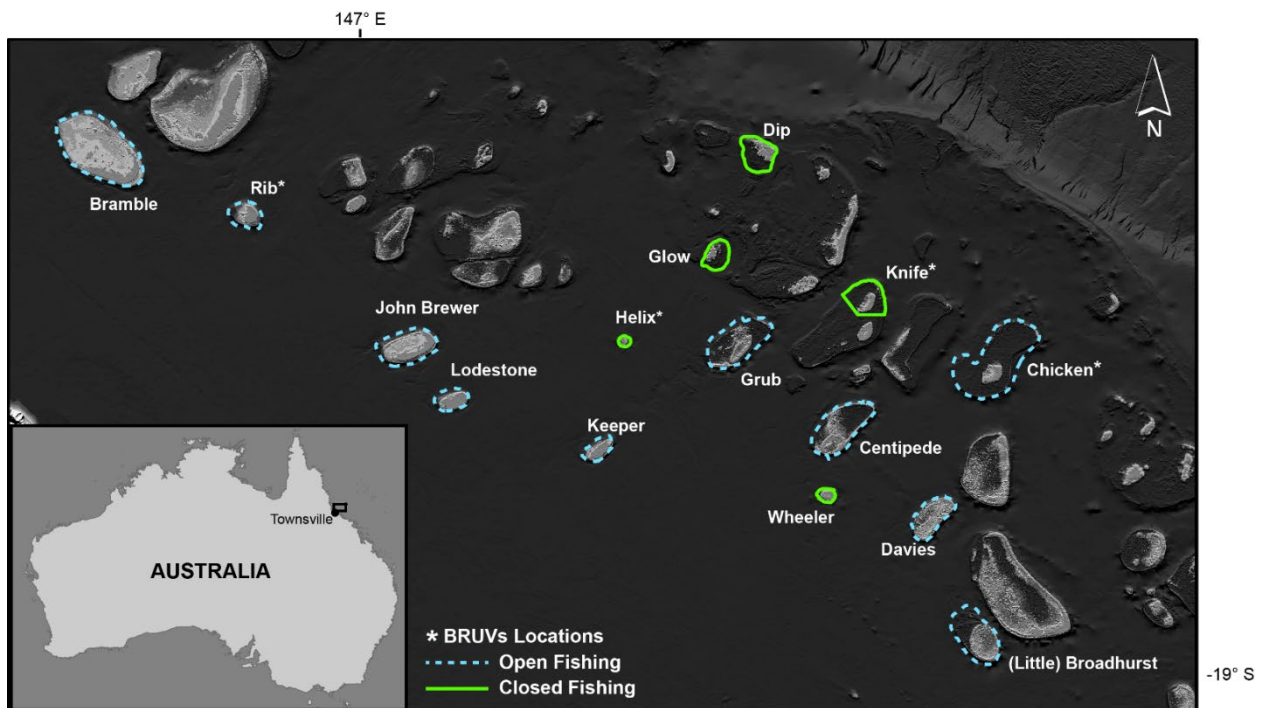 147° E
N
Dip
Bramble
Rib*
Glow
Knife*
John Brewer
Helix*
Lodestone
Grub
Chicken*
Keeper
Centipede
Wheeler
Davies
(Little) Broadhurst
-19° S
Townsville
AUSTRALIA
* BRUVs Locations
Open Fishing
Closed Fishing